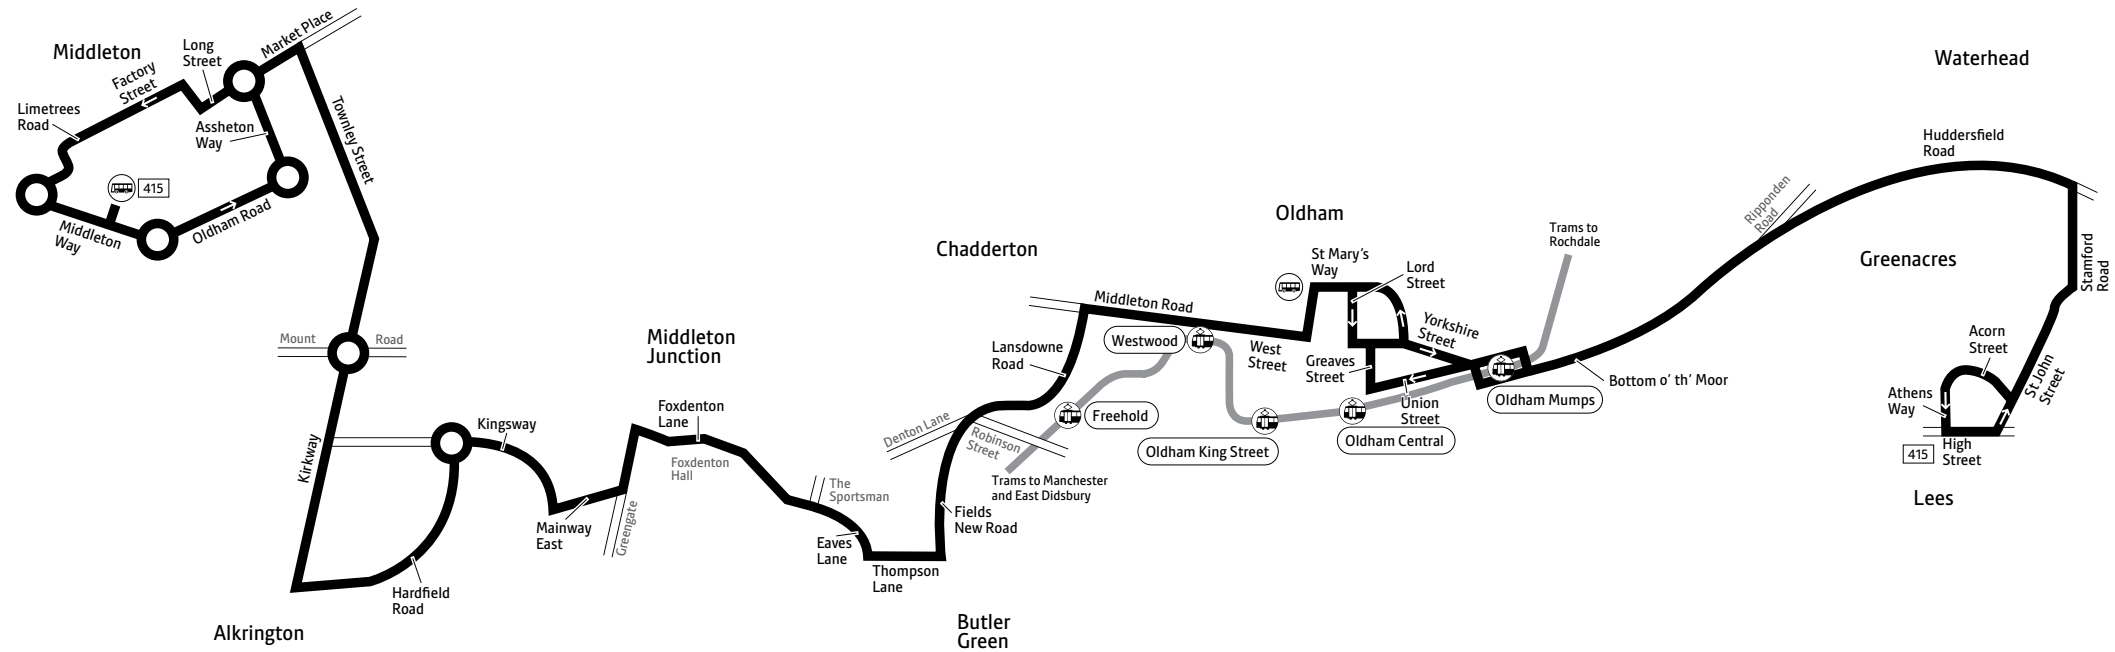 Middleton
Long
Street
Market Place
Factory
Street
Limetrees
Road
Assheton
Way
Townley Street
415
Middleton
Way
Oldham Road
Mount
Road
Kirkway
Kingsway
Hardfield
Road
Alkrington
Middleton
Junction
Foxdenton
Lane
Foxdenton
Hall
Mainway
East
Greengate
The
Sportsman
Eaves
Lane
Thompson
Lane
Butler
Green
Fields
New Road
Denton Lane
Robinson
Street
Trams to Manchester
and East Didsbury
Chadderton
Lansdowne
Road
Middleton Road
Westwood
Freehold
Oldham
St Mary's
Way
Lord
Street
West
Street
Greaves
Street
Yorkshire
Street
Union
Street
Oldham King Street
Oldham Central
Oldham Mumps
Trams to
Rochdale
Bottom o' th' Moor
Ripponden
Road
Waterhead
Huddersfield
Road
Greenacres
Stamford
Road
Acorn
Street
St John
Street
Athens
Way
415
High
Street
Lees